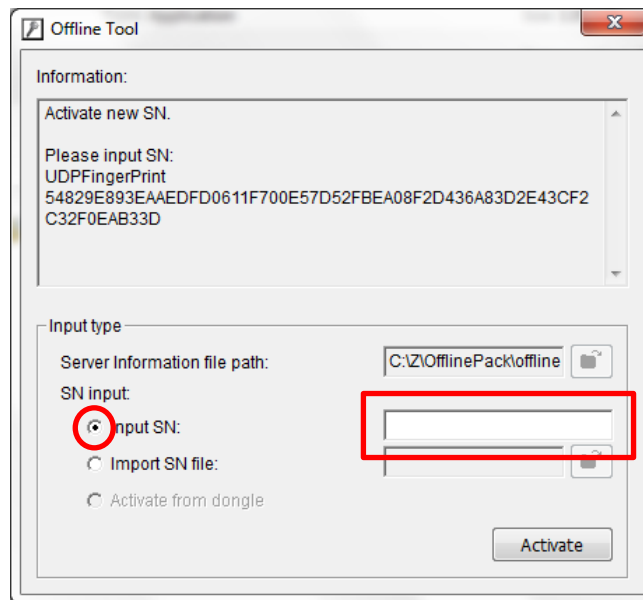 Offline Tool
Information:
Activate new SN.
Please input SN:
UDPFingerPrint
54829E893EAAEDFD0611F700E57D52FBEA08F2D436A83D2E43CF2
C32F0EAB33D
Input type
Server Information file path:
C:\Z\OfflinePack\offline
SN input:
Input SN:
Import SN file:
Activate from dongle
Activate